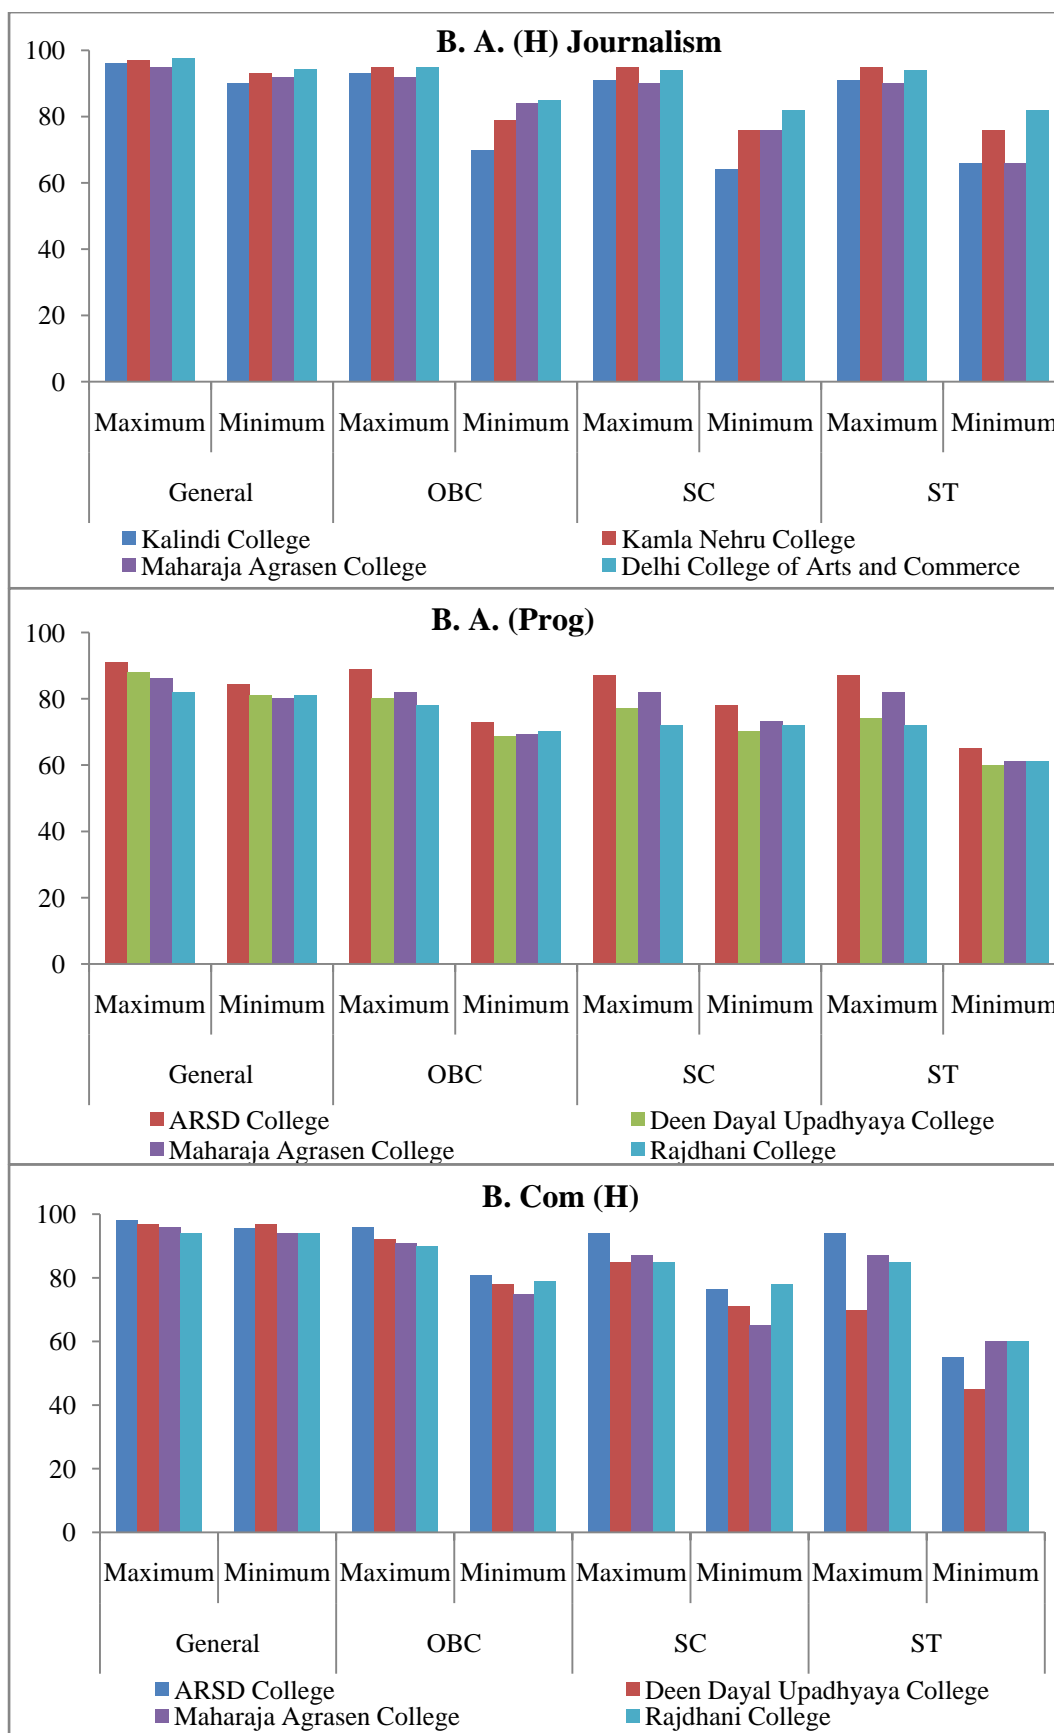 B. A. (H) Journalism
100
80
60
40
20
0
Maximum Minimum Maximum Minimum Maximum Minimum Maximum Minimum
General OBC SC ST
Kalindi College Kamla Nehru College
Maharaja Agrasen College Delhi College of Arts and Commerce
B. A. (Prog)
100
80
60
40
20
0
Maximum Minimum Maximum Minimum Maximum Minimum Maximum Minimum
General OBC SC ST
ARSD College Deen Dayal Upadhyaya College
Maharaja Agrasen College Rajdhani College
B. Com (H)
100
80
60
40
20
0
Maximum Minimum Maximum Minimum Maximum Minimum Maximum Minimum
General OBC SC ST
ARSD College Deen Dayal Upadhyaya College
Maharaja Agrasen College Rajdhani College